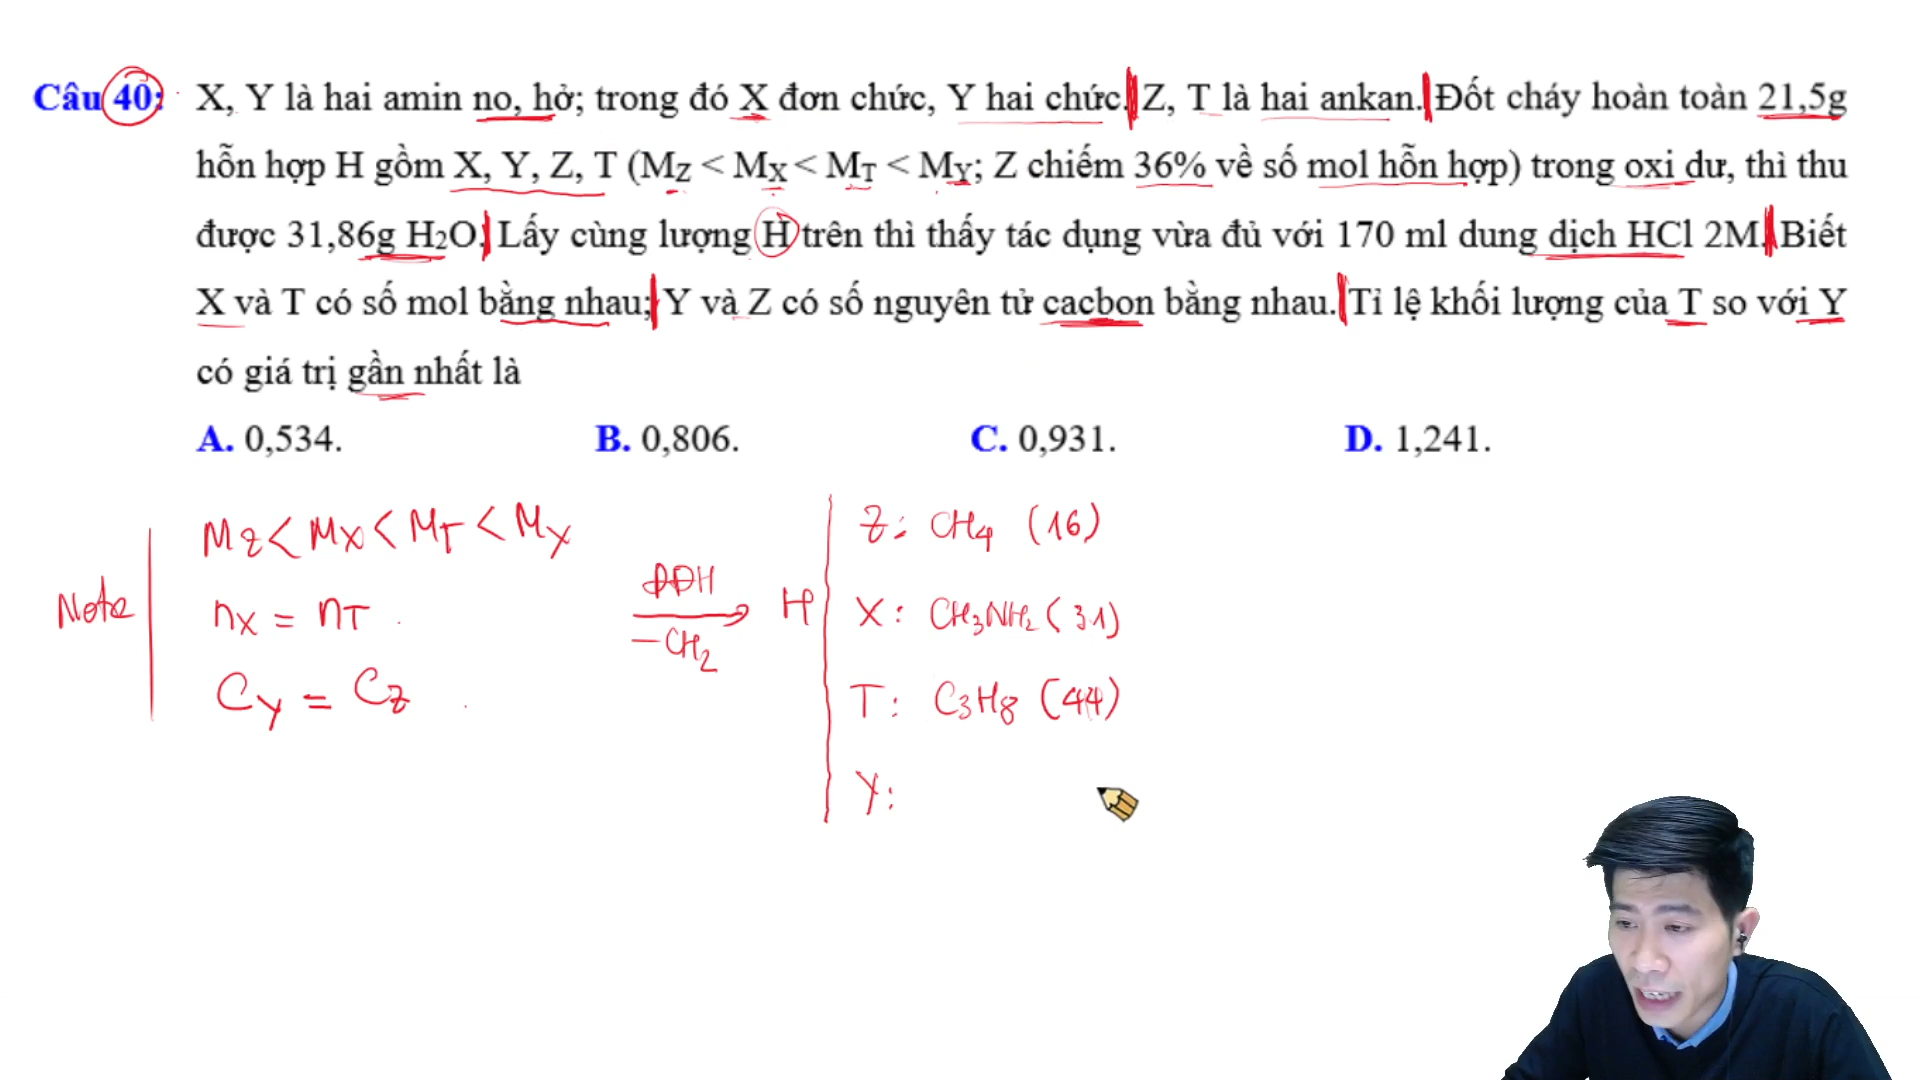 Câu 40: X, Y là hai amin no, hở; trong đó X đơn chức, Y hai chức. Z, T là hai ankan. Đốt cháy hoàn toàn 21,5g
hỗn hợp H gồm X, Y, Z, T (MZ < MX < MT < MY; Z chiếm 36% về số mol hỗn hợp) trong oxi dư, thì thu
được 31,86g H2O. Lấy cùng lượng H trên thì thấy tác dụng vừa đủ với 170 ml dung dịch HCl 2M. Biết
X và T có số mol bằng nhau; Y và Z có số nguyên tử cacbon bằng nhau. Tỉ lệ khối lượng của T so với Y
có giá trị gần nhất là
A. 0,534. B. 0,806. C. 0,931. D. 1,241.
Note
MZ < MX < MT < MY
nX = nT
CY = CZ
ĐĐH
-CH2
H
Z: CH4 (16)
X: CH3NH2 (31)
T: C3H8 (44)
Y: